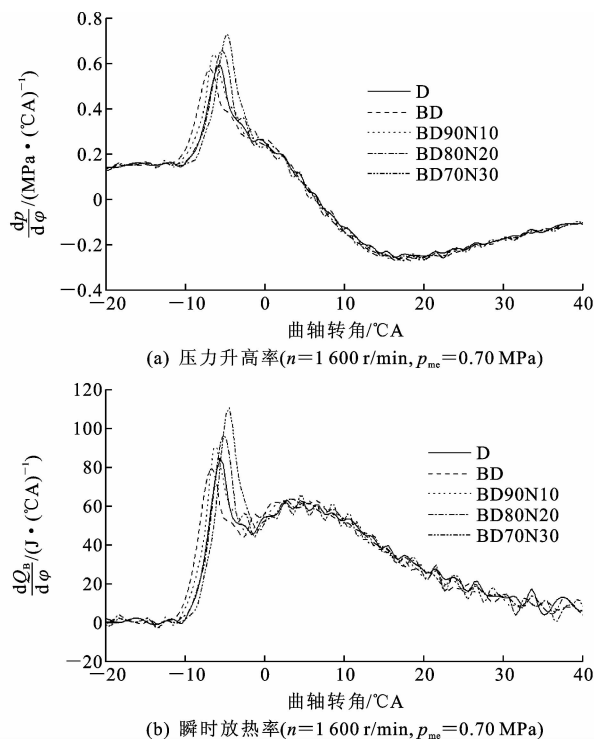 0.8
0.6
0.4
0.2
0
−0.2
−0.4
dp/dφ/(MPa·(℃A)⁻¹)
D
BD
BD90N10
BD80N20
BD70N30
−20 −10 0 10 20 30 40
曲轴转角/℃A
(a) 压力升高率(n=1 600 r/min, pme=0.70 MPa)
120
100
80
60
40
20
0
−20
dQB/dφ/(J·(℃A)⁻¹)
D
BD
BD90N10
BD80N20
BD70N30
−20 −10 0 10 20 30 40
曲轴转角/℃A
(b) 瞬时放热率(n=1 600 r/min, pme=0.70 MPa)